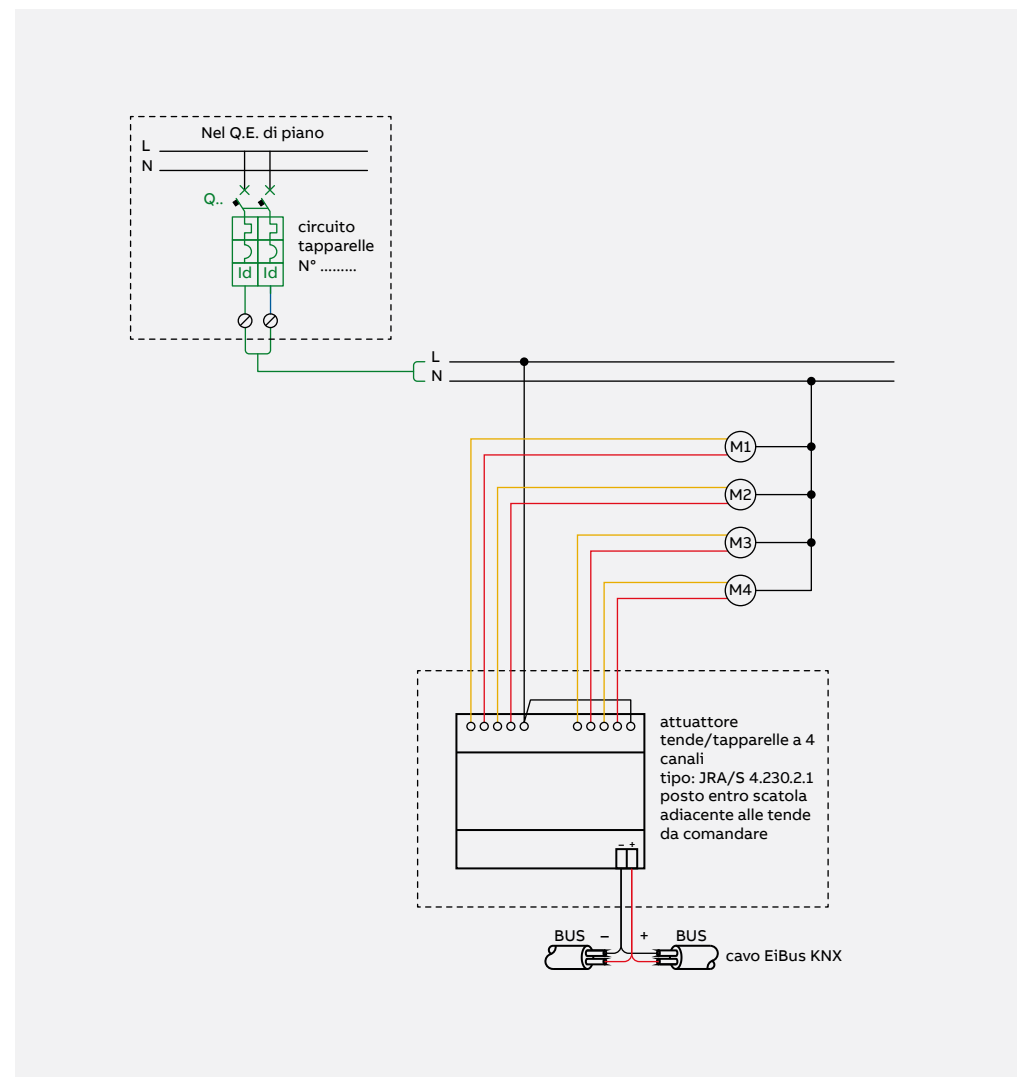 Nel Q.E. di piano
L
N
Q..
circuito
tapparelle
N° .........
Id Id
L
N
M1
M2
M3
M4
attuattore
tende/tapparelle a 4
canali
tipo: JRA/S 4.230.2.1
posto entro scatola
adiacente alle tende
da comandare
– +
BUS – + BUS
cavo EiBus KNX